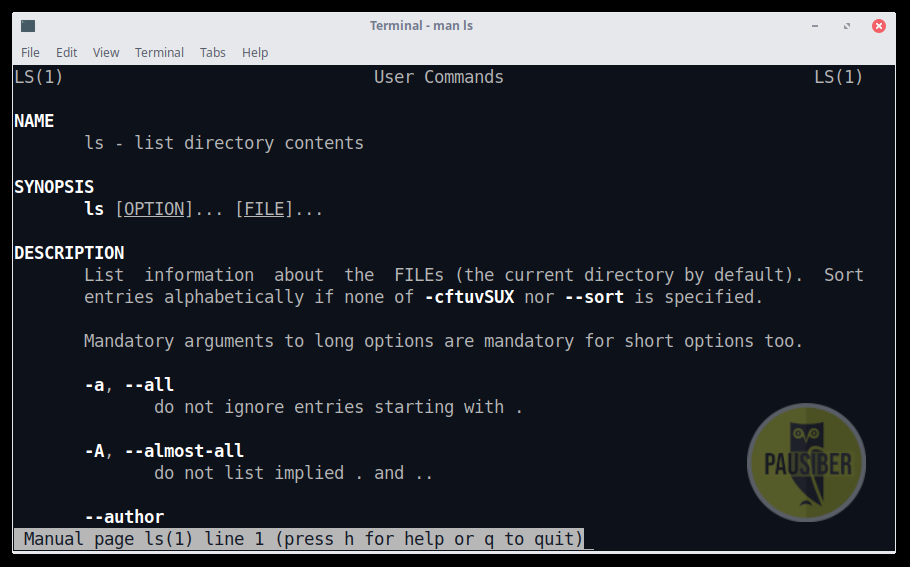 Terminal - man ls
File Edit View Terminal Tabs Help
LS(1) User Commands LS(1)
NAME
ls - list directory contents
SYNOPSIS
ls [OPTION]... [FILE]...
DESCRIPTION
List information about the FILEs (the current directory by default). Sort
entries alphabetically if none of -cftuvSUX nor --sort is specified.
Mandatory arguments to long options are mandatory for short options too.
-a, --all
do not ignore entries starting with .
-A, --almost-all
do not list implied . and ..
PAUSIBER
--author
Manual page ls(1) line 1 (press h for help or q to quit)